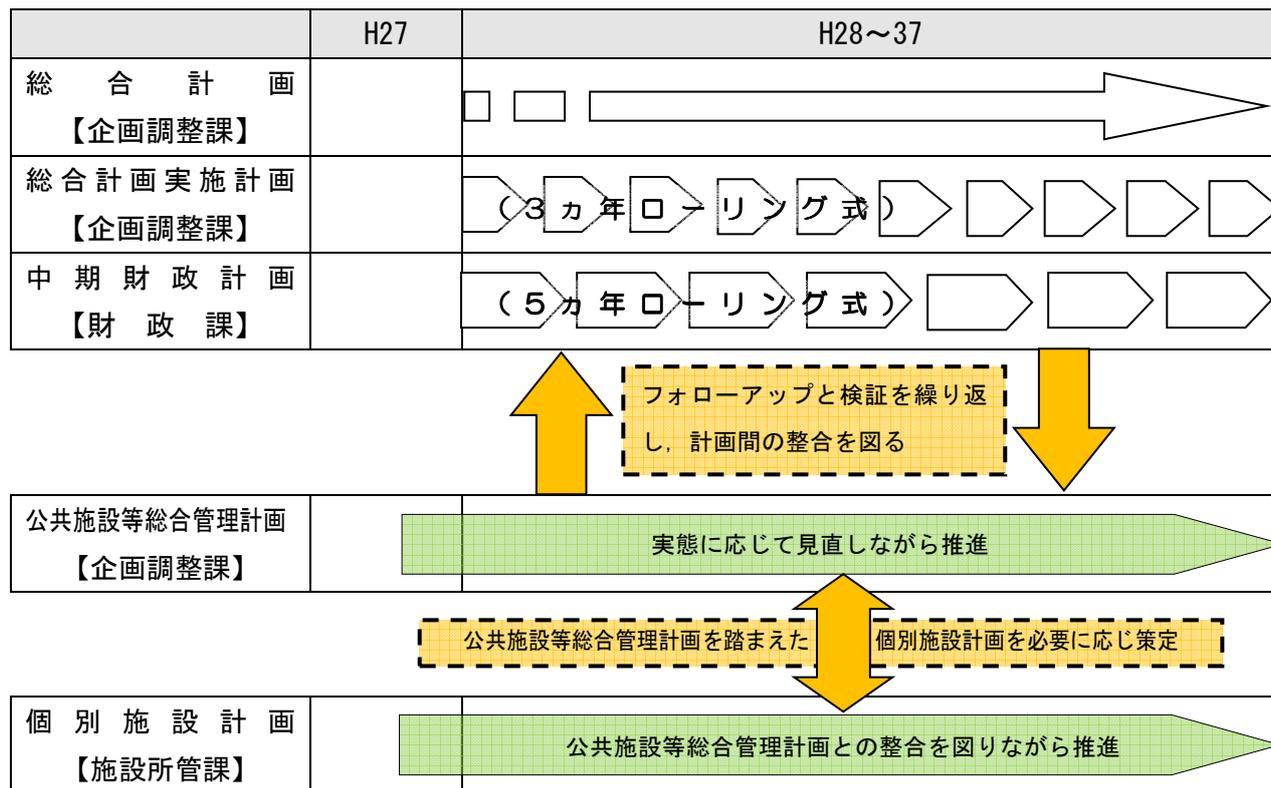 H27 H28～37
総合計画
【企画調整課】
総合計画実施計画
【企画調整課】
（３ヵ年ローリング式）
中期財政計画
【財政課】
（５ヵ年ローリング式）
フォローアップと検証を繰り返
し，計画間の整合を図る
公共施設等総合管理計画
【企画調整課】
実態に応じて見直しながら推進
公共施設等総合管理計画を踏まえた 個別施設計画を必要に応じ策定
個別施設計画
【施設所管課】
公共施設等総合管理計画との整合を図りながら推進